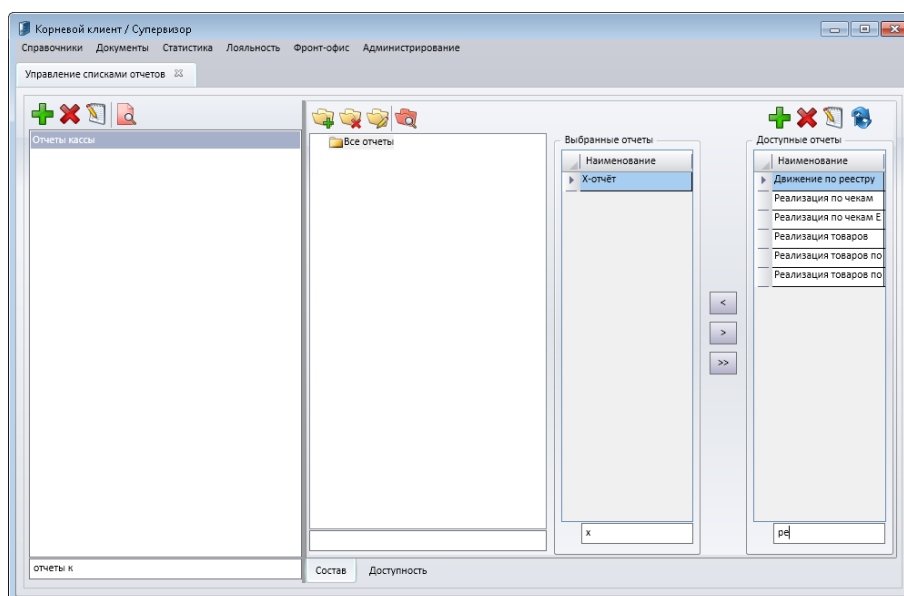 Корневой клиент / Супервизор
Справочники Документы Статистика Лояльность Фронт-офис Администрирование
Управление списками отчетов
Отчеты кассы
Все отчеты
Выбранные отчеты
Доступные отчеты
Наименование
Наименование
Х-отчёт
Движение по реестру
Реализация по чекам
Реализация по чекам Е
Реализация товаров
Реализация товаров по
Реализация товаров по
<
>
>>
х
ре
отчеты к
Состав Доступность